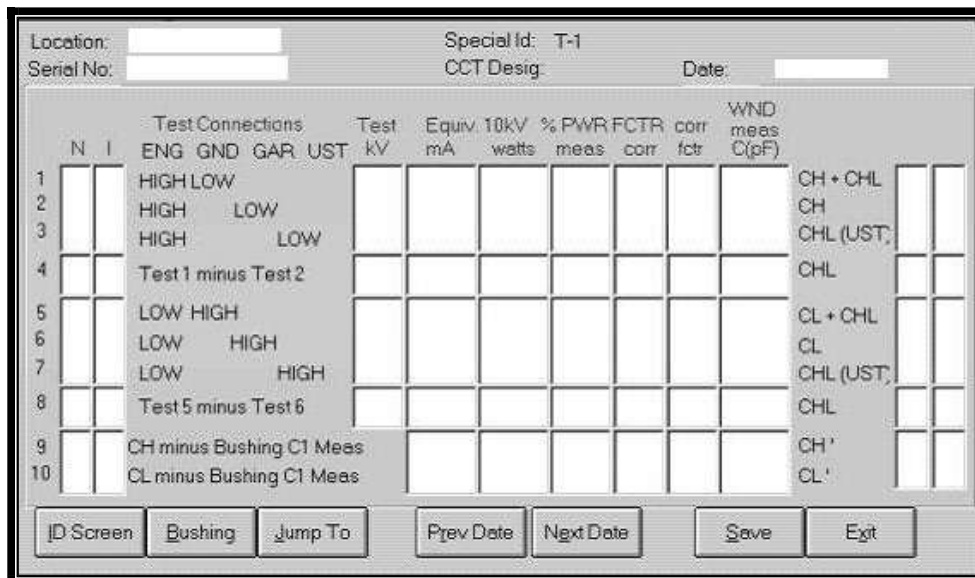 Location: Special Id: T-1
Serial No: CCT Desig: Date:
Test Connections Test Equiv. 10kV % PWR FCTR corr WND meas C(pF)
N I ENG GND GAR UST kV mA watts meas corr fctr
1 HIGH LOW CH + CHL
2 HIGH LOW CH
3 HIGH LOW CHL (UST)
4 Test 1 minus Test 2 CHL
5 LOW HIGH CL + CHL
6 LOW HIGH CL
7 LOW HIGH CHL (UST)
8 Test 5 minus Test 6 CHL
9 CH minus Bushing C1 Meas CH '
10 CL minus Bushing C1 Meas CL '
ID Screen Bushing Jump To Prev Date Next Date Save Exit